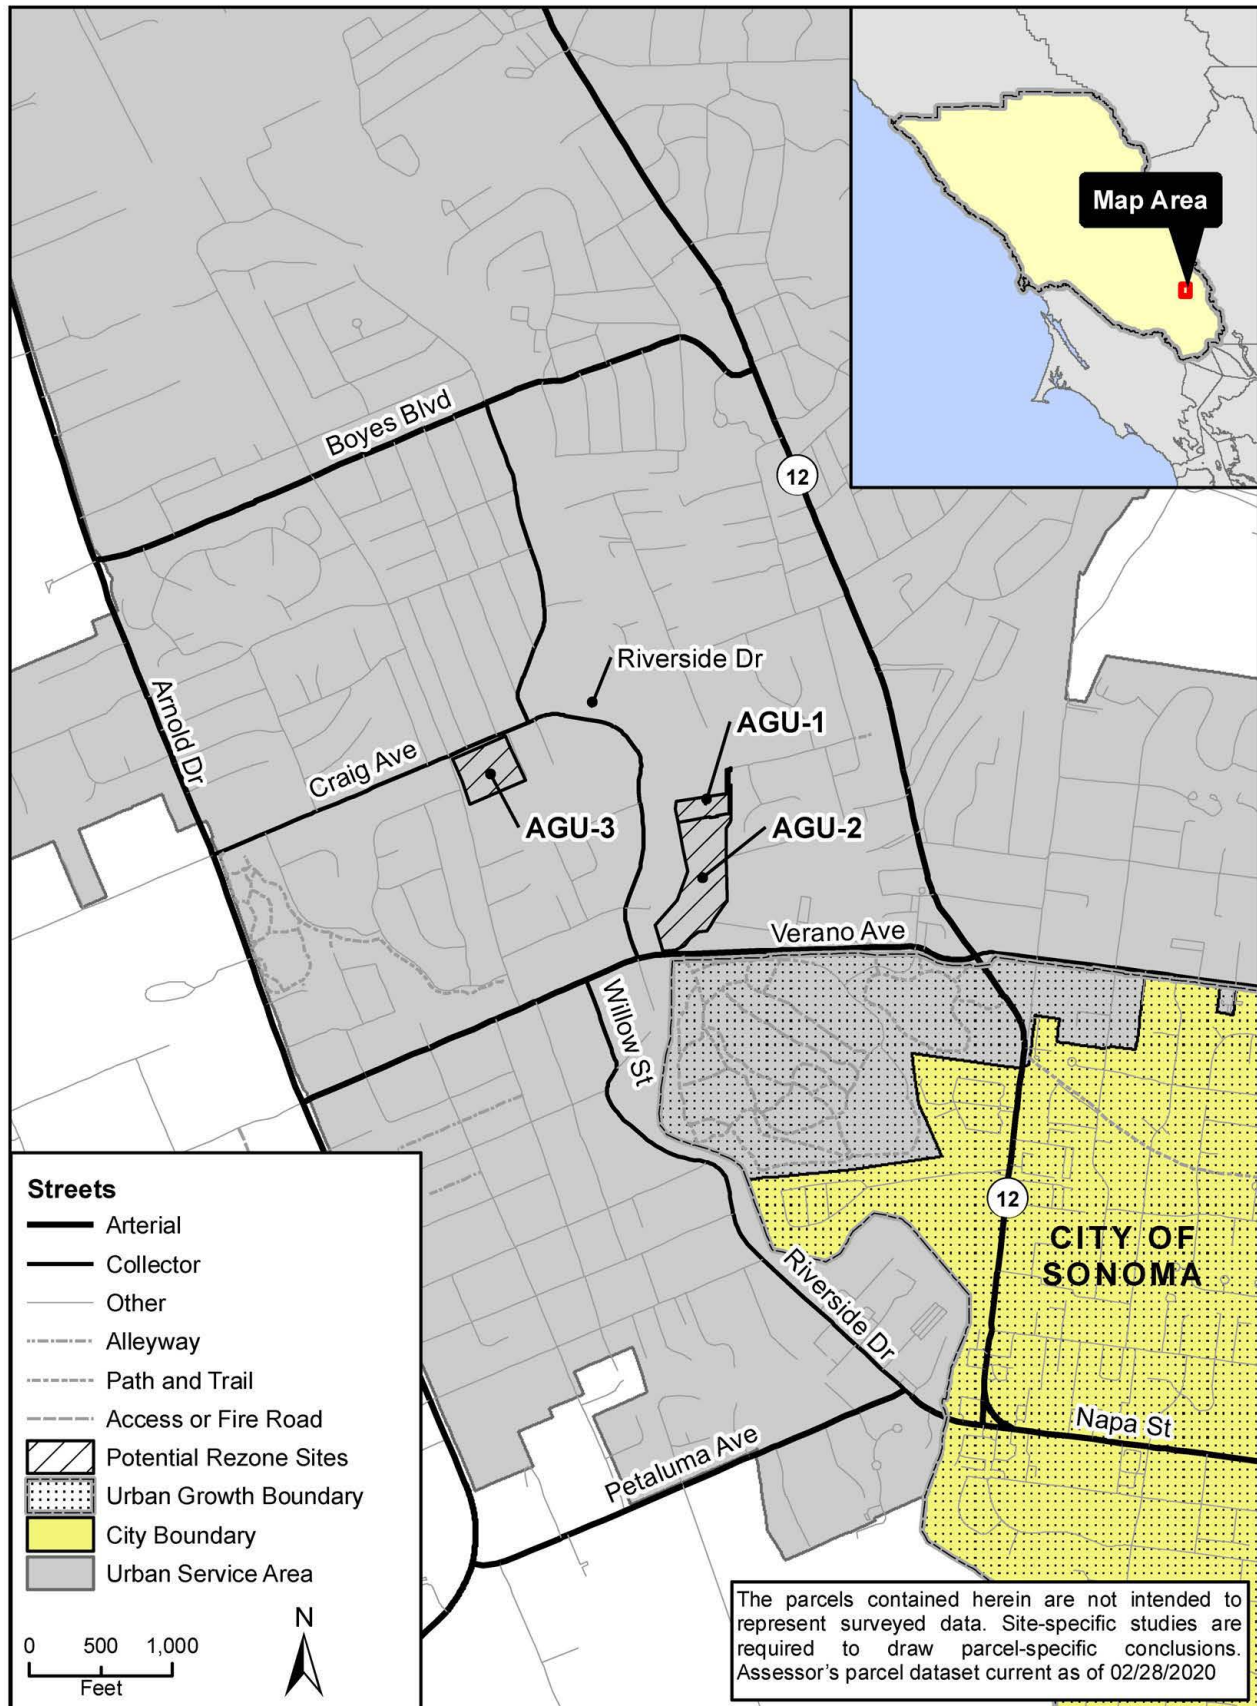 Map Area
Boyes Blvd
12
Riverside Dr
Arnold Dr
AGU-1
Craig Ave
AGU-3
AGU-2
Verano Ave
Willow St
12
CITY OF
SONOMA
Riverside Dr
Napa St
Petaluma Ave
Streets
Arterial
Collector
Other
Alleyway
Path and Trail
Access or Fire Road
Potential Rezone Sites
Urban Growth Boundary
City Boundary
Urban Service Area
N
0 500 1,000
Feet
The parcels contained herein are not intended to
represent surveyed data. Site-specific studies are
required to draw parcel-specific conclusions.
Assessor's parcel dataset current as of 02/28/2020